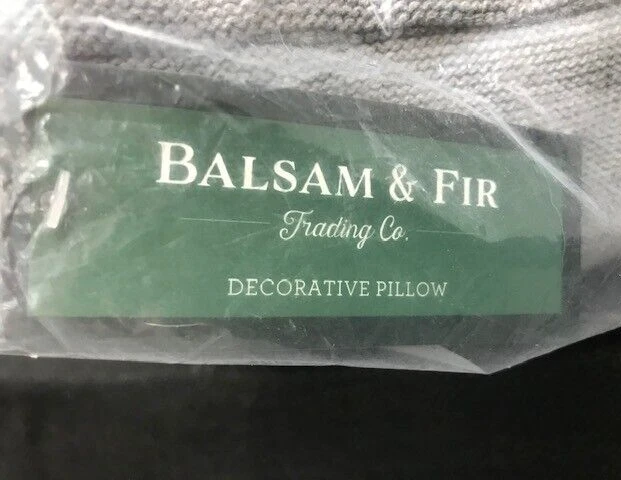 BALSAM & FIR
Trading Co.
DECORATIVE PILLOW